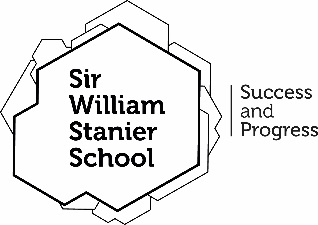 Sir
William
Stanier
School
Success
and
Progress